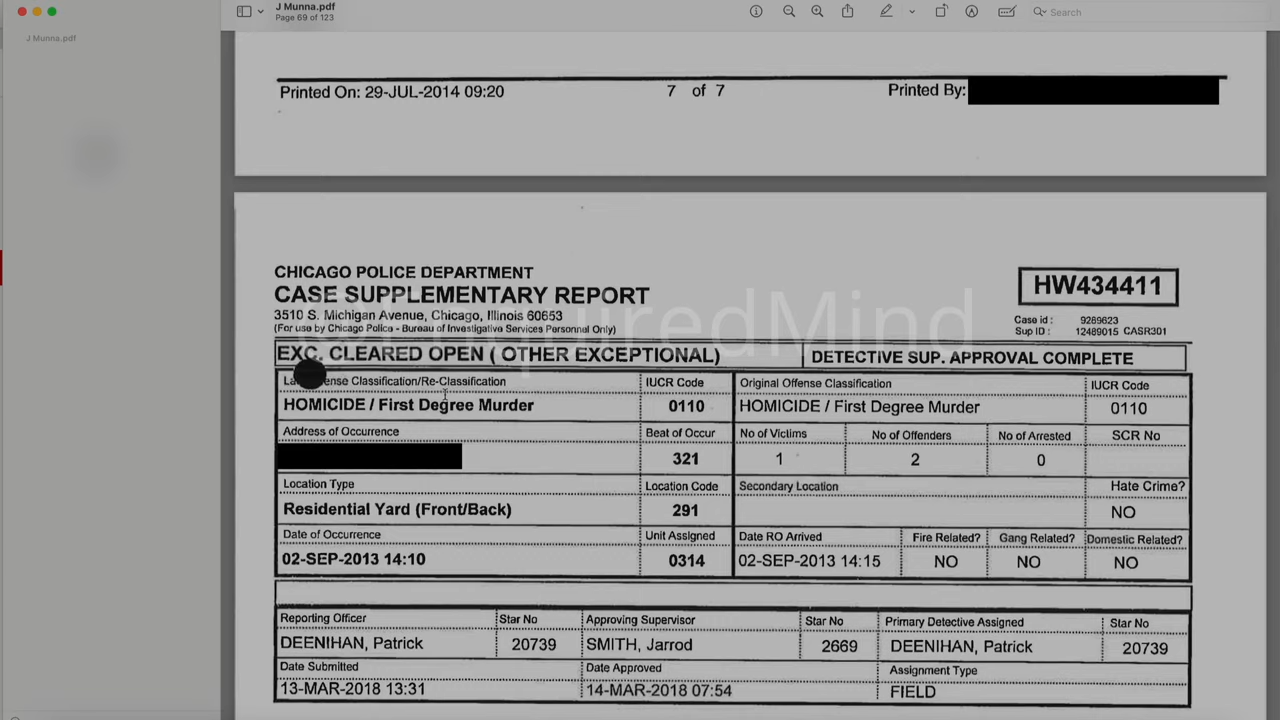 J Munna.pdf
Page 69 of 123
Search
J Munna.pdf
Printed On: 29-JUL-2014 09:20 7 of 7 Printed By:
CHICAGO POLICE DEPARTMENT
CASE SUPPLEMENTARY REPORT
3510 S. Michigan Avenue, Chicago, Illinois 60653
(For use by Chicago Police - Bureau of Investigative Services Personnel Only)
HW434411
Case id : 9289623
Sup ID : 12489015 CASR301
EXC. CLEARED OPEN ( OTHER EXCEPTIONAL) DETECTIVE SUP. APPROVAL COMPLETE
Classification/Re-Classification IUCR Code Original Offense Classification IUCR Code
HOMICIDE / First Degree Murder 0110 HOMICIDE / First Degree Murder 0110
Address of Occurrence Beat of Occur No of Victims No of Offenders No of Arrested SCR No
321 1 2 0
Location Type Location Code Secondary Location Hate Crime?
Residential Yard (Front/Back) 291 NO
Date of Occurrence Unit Assigned Date RO Arrived Fire Related? Gang Related? Domestic Related?
02-SEP-2013 14:10 0314 02-SEP-2013 14:15 NO NO NO
Reporting Officer Star No Approving Supervisor Star No Primary Detective Assigned Star No
DEENIHAN, Patrick 20739 SMITH, Jarrod 2669 DEENIHAN, Patrick 20739
Date Submitted Date Approved Assignment Type
13-MAR-2018 13:31 14-MAR-2018 07:54 FIELD